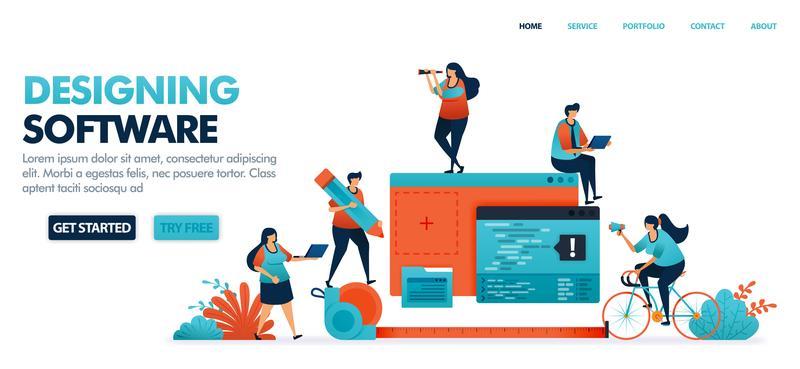 HOME SERVICE PORTFOLIO CONTACT ABOUT
DESIGNING
SOFTWARE
Lorem ipsum dolor sit amet, consectetur adipiscing
elit. Morbi a egestas felis, nec posuere tortor. Class
aptent taciti sociosqu ad
GET STARTED TRY FREE
!